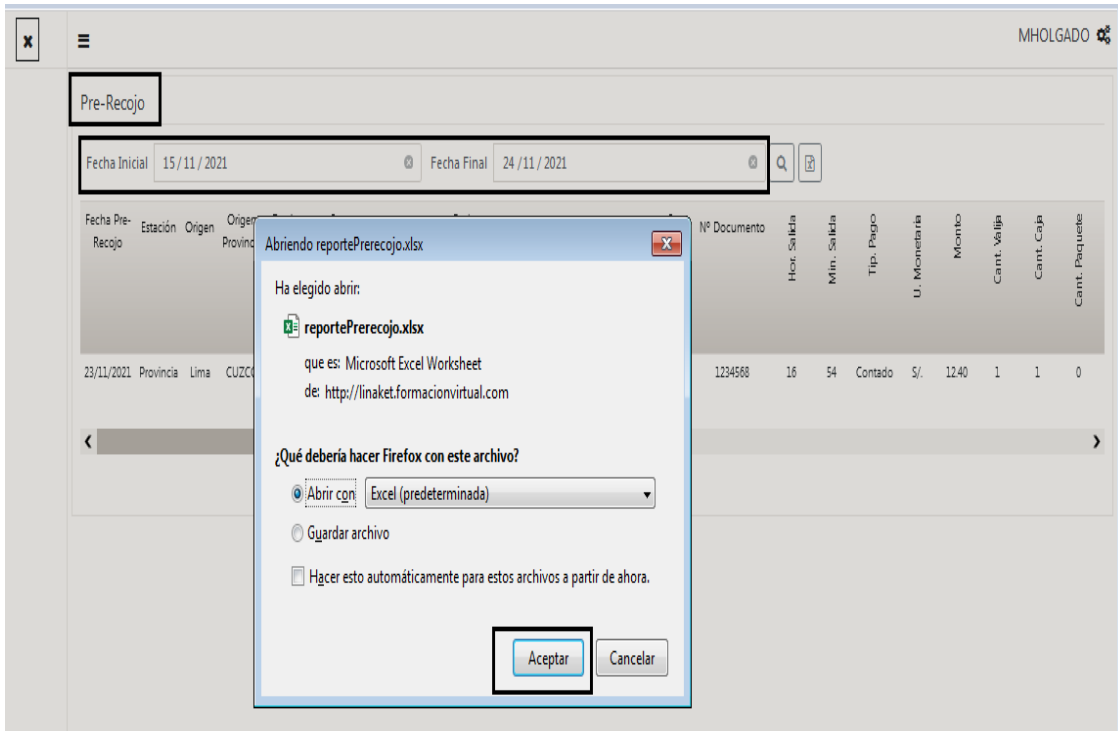 MHOLGADO
Pre-Recojo
Fecha Inicial 15 / 11 / 2021 Fecha Final 24 / 11 / 2021
Fecha Pre-Recojo Estación Origen Origen Nº Documento Hor. Salida Min. Salida Tip. Pago U. Monetaria Monto Cant. Valija Cant. Caja Cant. Paquete
23/11/2021 Provincia Lima 1234568 16 54 Contado S/. 12.40 1 1 0
Abriendo reportePrerecojo.xlsx
Ha elegido abrir:
reportePrerecojo.xlsx
que es: Microsoft Excel Worksheet
de: http://linaket.formacionvirtual.com
¿Qué debería hacer Firefox con este archivo?
Abrir con Excel (predeterminada)
Guardar archivo
Hacer esto automáticamente para estos archivos a partir de ahora.
Aceptar Cancelar